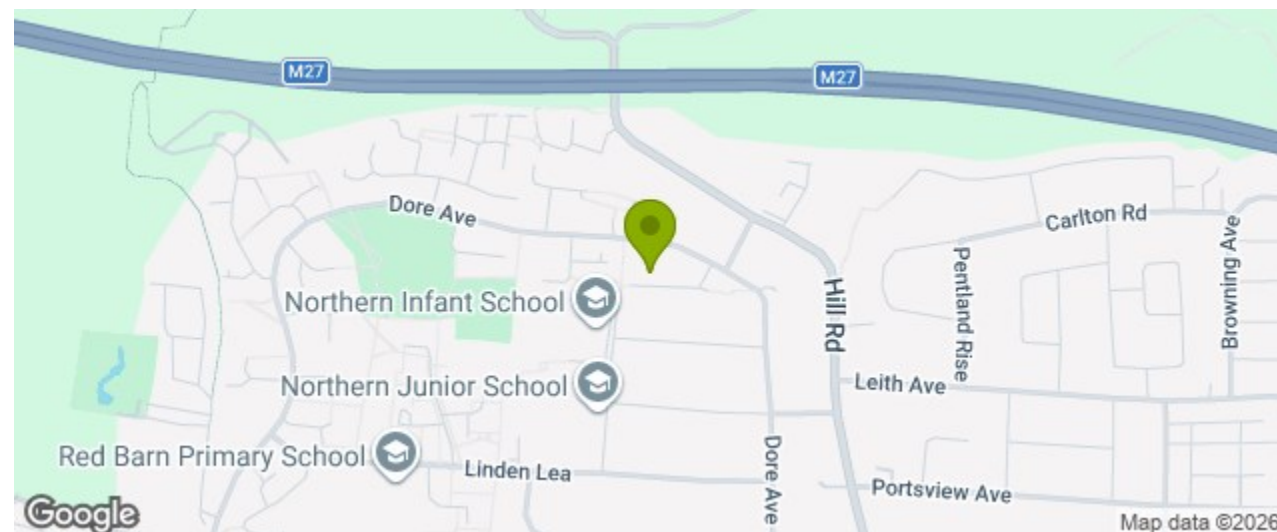 M27
M27
Dore Ave
Carlton Rd
Browning Ave
Pentland Rise
Hill Rd
Northern Infant School
Northern Junior School
Leith Ave
Red Barn Primary School
Linden Lea
Dore Ave
Portsview Ave
Google
Map data ©2026